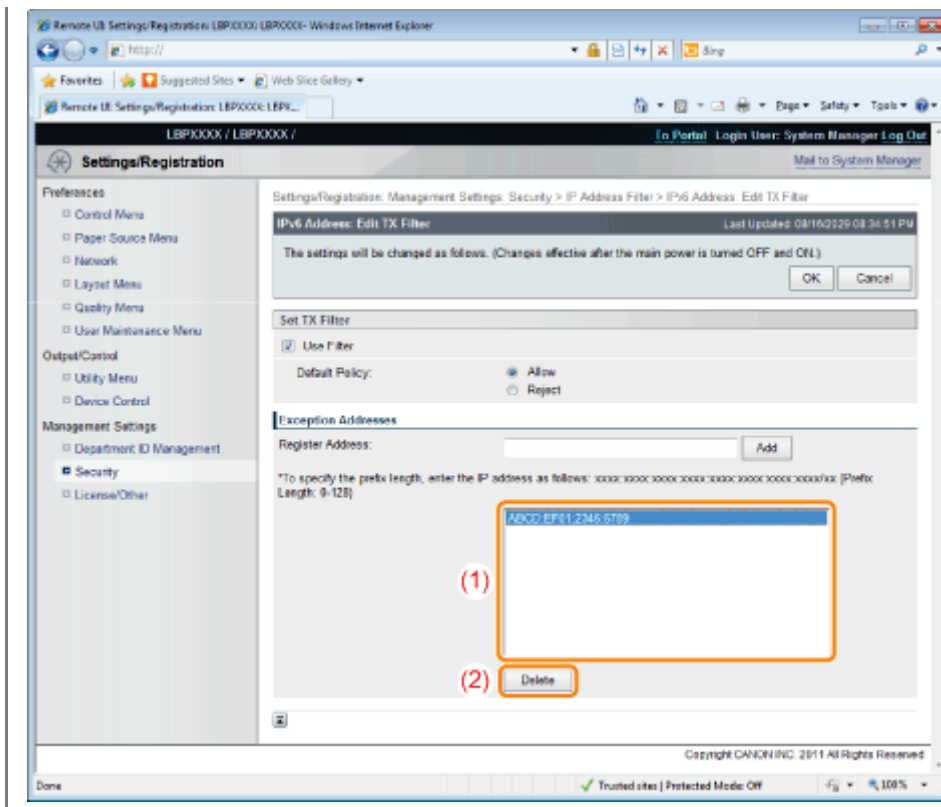 Remote UI: Settings/Registration: LBPXXXX: LBPXXXX - Windows Internet Explorer
http://
Bing
Favorites Suggested Sites Web Slice Gallery
Remote UI: Settings/Registration: LBPXXXX: LBPX...
Page Safety Tools
LBPXXXX / LBPXXXX /
To Portal Login User: System Manager Log Out
Settings/Registration
Mail to System Manager
Preferences
Control Menu
Paper Source Menu
Network
Layout Menu
Quality Menu
User Maintenance Menu
Output/Control
Utility Menu
Device Control
Management Settings
Department ID Management
Security
License/Other
Settings/Registration: Management Settings: Security > IP Address Filter > IPv6 Address: Edit TX Filter
IPv6 Address: Edit TX Filter
Last Updated: 08/16/2029 08:34:51 PM
The settings will be changed as follows. (Changes effective after the main power is turned OFF and ON.)
OK Cancel
Set TX Filter
Use Filter
Default Policy:
Allow
Reject
Exception Addresses
Register Address:
Add
*To specify the prefix length, enter the IP address as follows: xxxx:xxxx:xxxx:xxxx:xxxx:xxxx:xxxx:xxxx/xx (Prefix
Length: 0-128)
ABCD:EF01:2345:6789
(1)
(2)
Delete
Copyright CANON INC. 2011 All Rights Reserved
Done
Trusted sites | Protected Mode: Off
100%